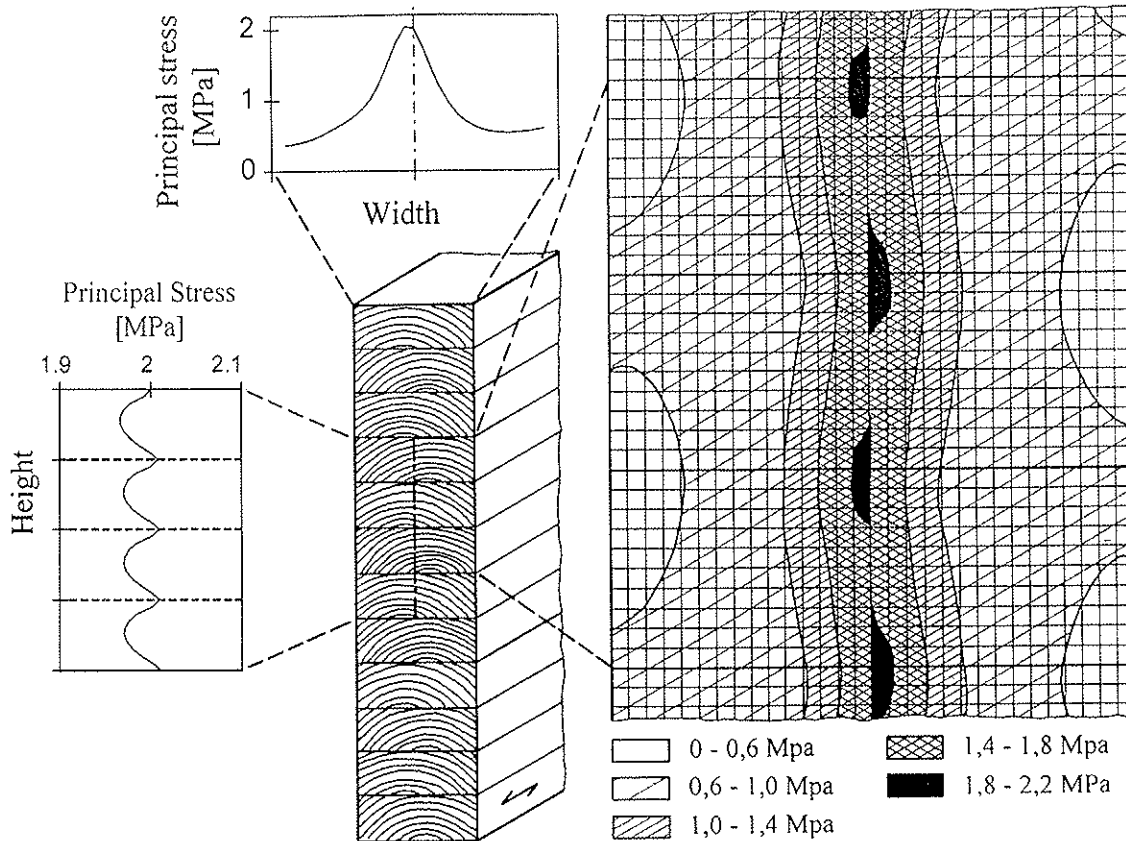 Principal stress
[MPa]
2
1
0
Width
Principal Stress
[MPa]
1.9
2
2.1
Height
0 - 0,6 Mpa
0,6 - 1,0 Mpa
1,0 - 1,4 Mpa
1,4 - 1,8 Mpa
1,8 - 2,2 MPa